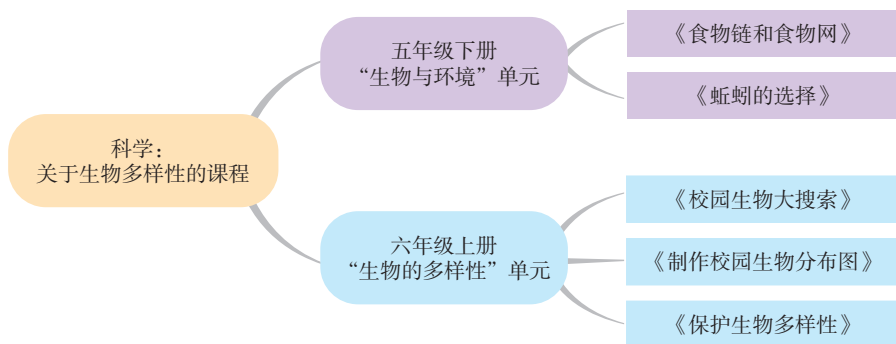 科学：
关于生物多样性的课程
五年级下册
“生物与环境”单元
《食物链和食物网》
《蚯蚓的选择》
六年级上册
“生物的多样性”单元
《校园生物大搜索》
《制作校园生物分布图》
《保护生物多样性》